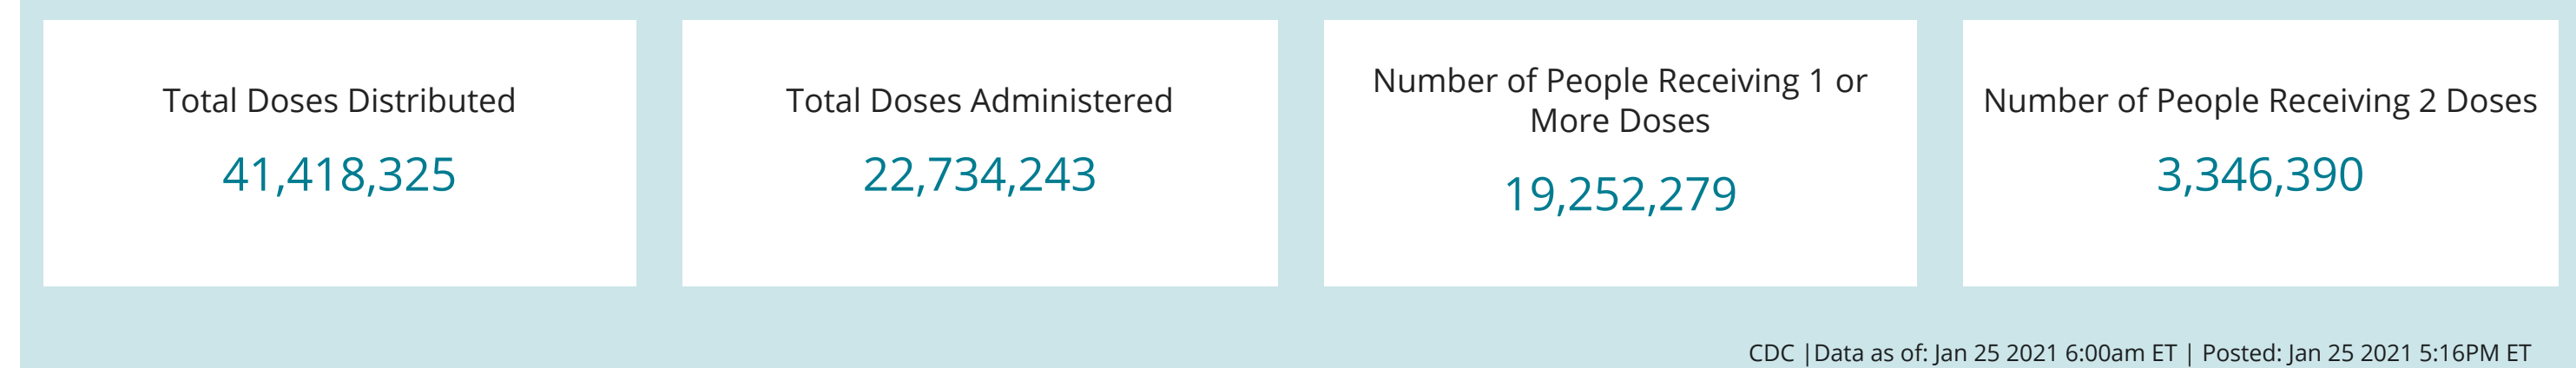 Total Doses Distributed
41,418,325
Total Doses Administered
22,734,243
Number of People Receiving 1 or
More Doses
19,252,279
Number of People Receiving 2 Doses
3,346,390
CDC |Data as of: Jan 25 2021 6:00am ET | Posted: Jan 25 2021 5:16PM ET